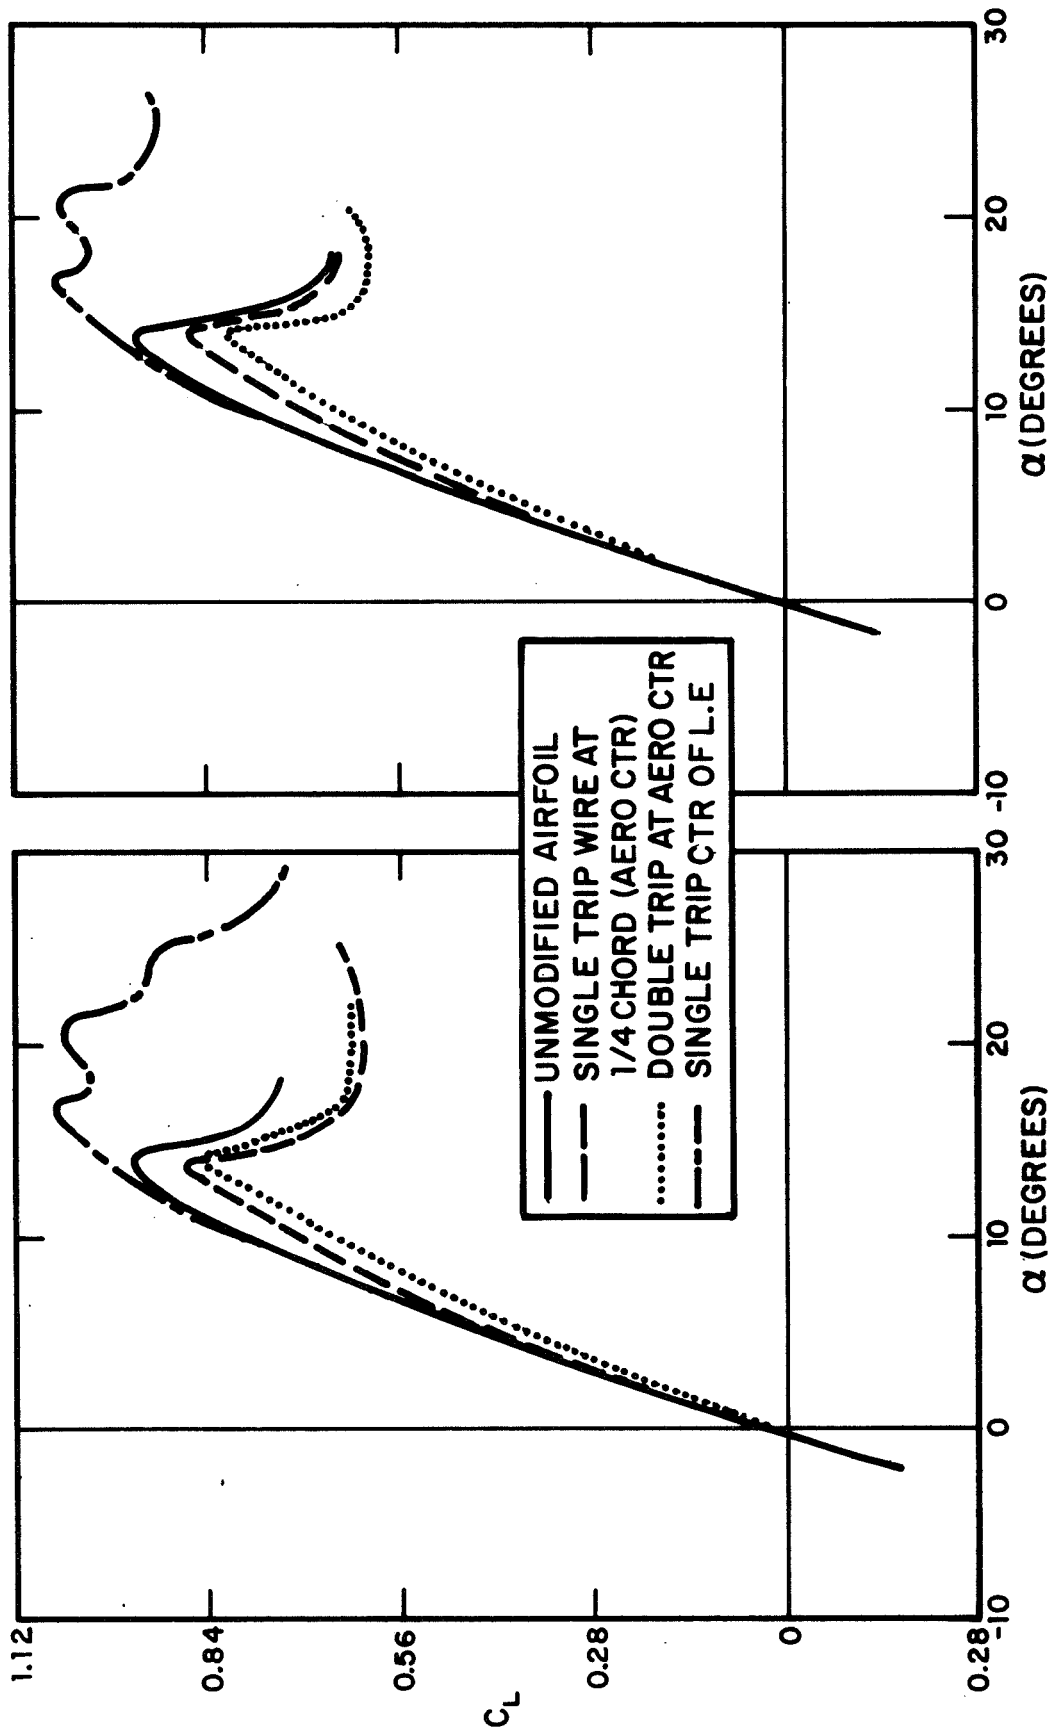 1.12
0.84
0.56
0.28
0
0.28
CL
-10
0
10
20
30
α (DEGREES)
-10
0
10
20
30
α (DEGREES)
UNMODIFIED AIRFOIL
SINGLE TRIP WIRE AT
1/4 CHORD (AERO CTR)
DOUBLE TRIP AT AERO CTR
SINGLE TRIP CTR OF L.E